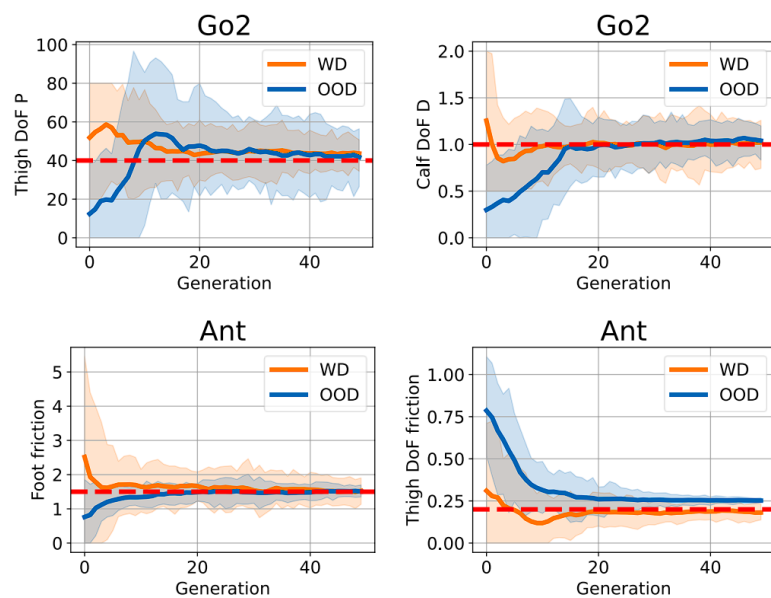 Go2
Thigh DoF P
100
80
60
40
20
0
WD
OOD
0 20 40
Generation
Go2
Calf DoF D
2.0
1.5
1.0
0.5
0.0
WD
OOD
0 20 40
Generation
Ant
Foot friction
5
4
3
2
1
0
WD
OOD
0 20 40
Generation
Ant
Thigh DoF friction
1.00
0.75
0.50
0.25
0.00
WD
OOD
0 20 40
Generation